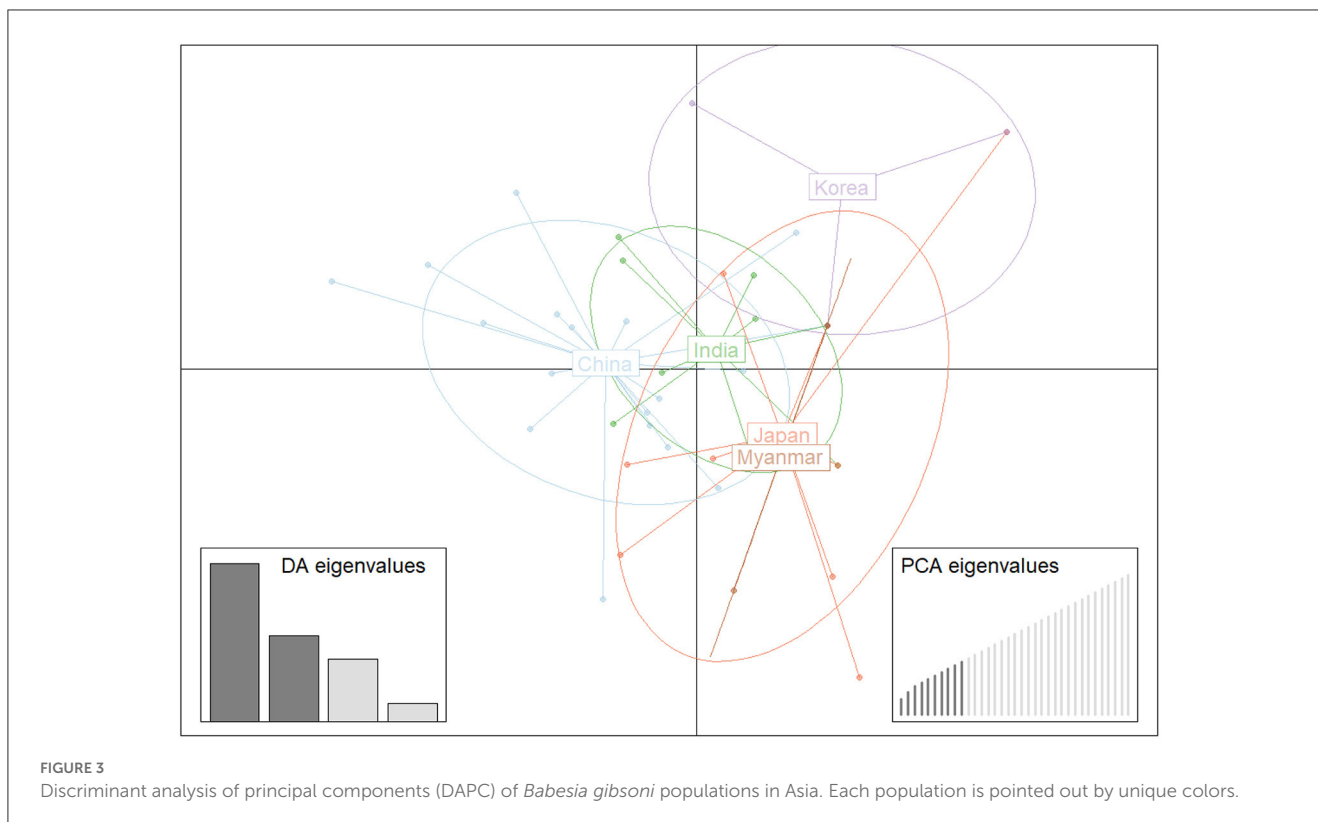 Korea
India
China
Japan
Myanmar
DA eigenvalues
PCA eigenvalues
FIGURE 3
Discriminant analysis of principal components (DAPC) of Babesia gibsoni populations in Asia. Each population is pointed out by unique colors.